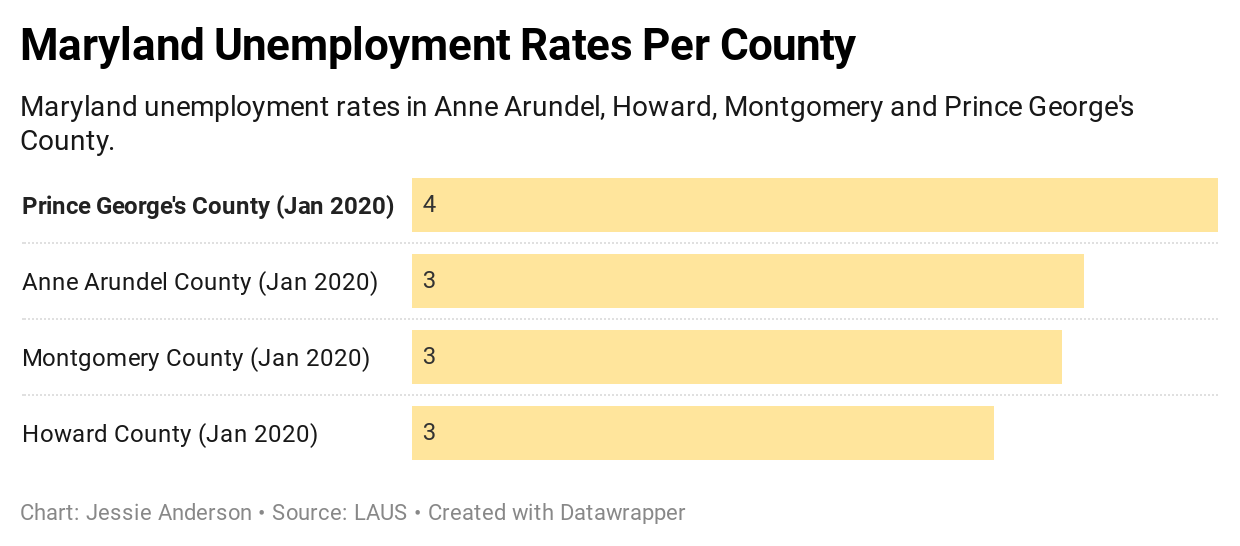 Maryland Unemployment Rates Per County
Maryland unemployment rates in Anne Arundel, Howard, Montgomery and Prince George's
County.
Prince George's County (Jan 2020) 4
Anne Arundel County (Jan 2020) 3
Montgomery County (Jan 2020) 3
Howard County (Jan 2020) 3
Chart: Jessie Anderson • Source: LAUS • Created with Datawrapper